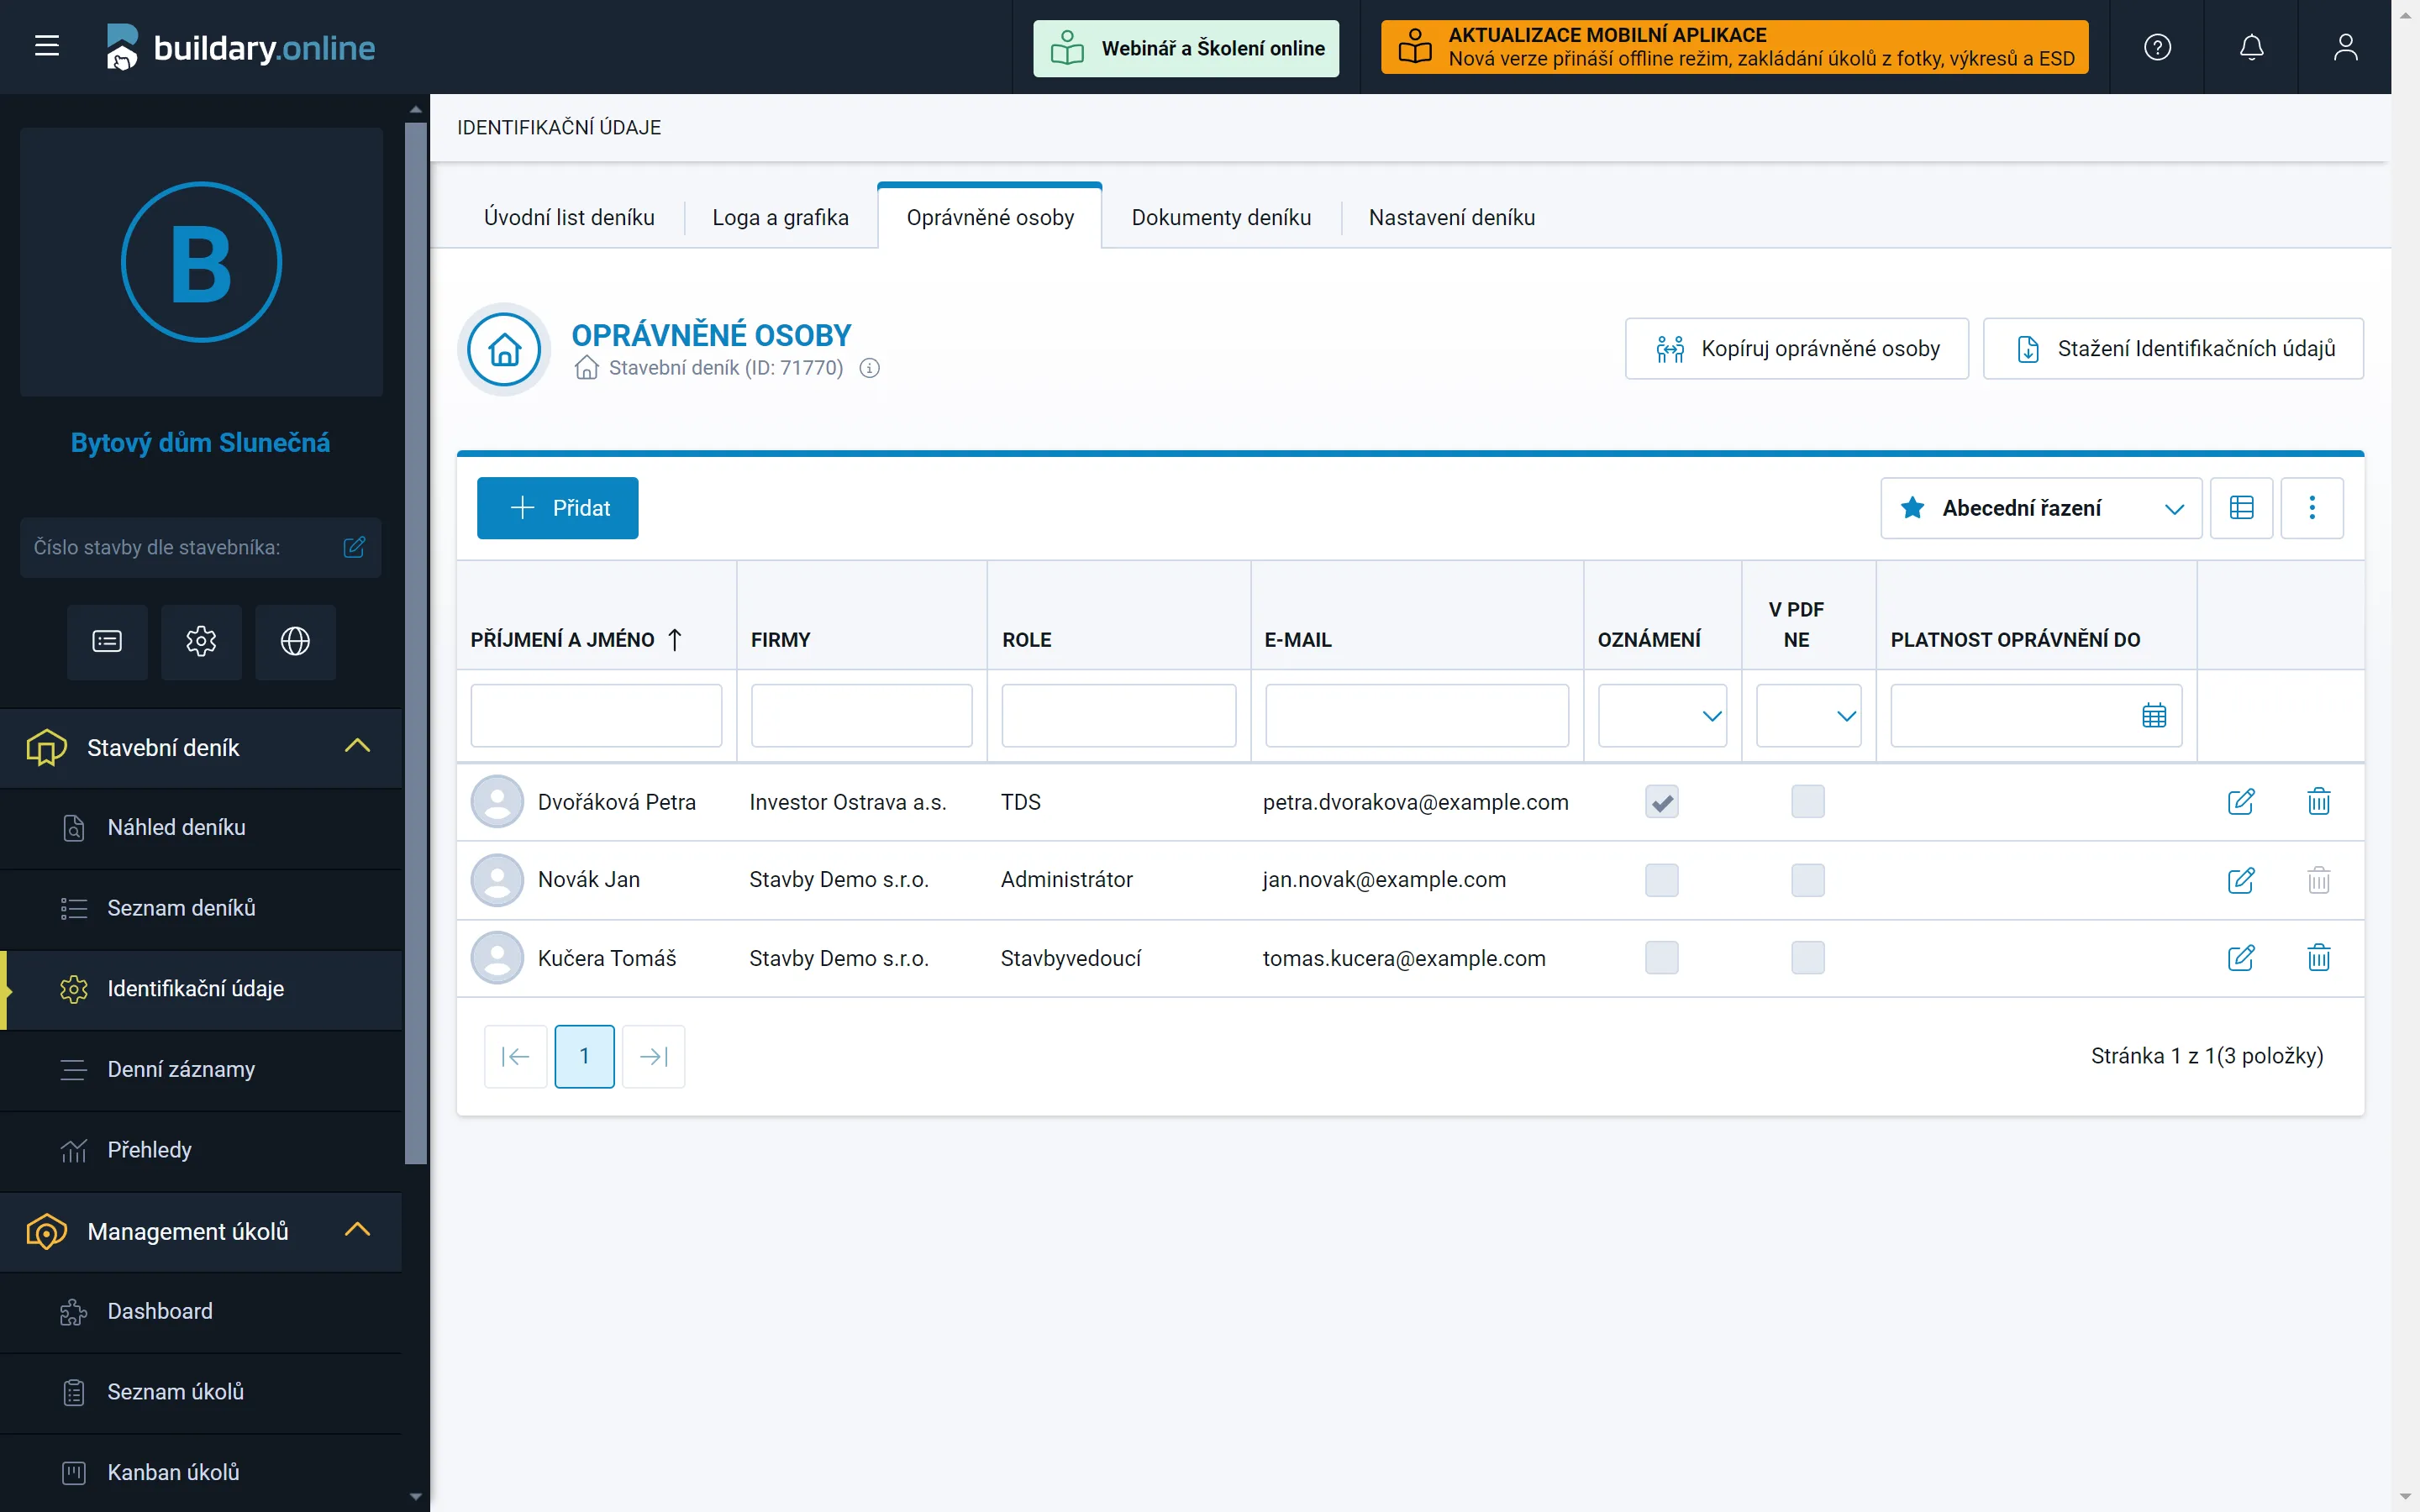 buildary.online
Webinář a Školení online
AKTUALIZACE MOBILNÍ APLIKACE
Nová verze přináší offline režim, zakládání úkolů z fotky, výkresů a ESD
B
Bytový dům Slunečná
Číslo stavby dle stavebníka:
Stavební deník
Náhled deníku
Seznam deníků
Identifikační údaje
Denní záznamy
Přehledy
Management úkolů
Dashboard
Seznam úkolů
Kanban úkolů
IDENTIFIKAČNÍ ÚDAJE
Úvodní list deníku
Loga a grafika
Oprávněné osoby
Dokumenty deníku
Nastavení deníku
OPRÁVNĚNÉ OSOBY
Stavební deník (ID: 71770)
Kopíruj oprávněné osoby
Stažení Identifikačních údajů
Přidat
Abecední řazení
PŘÍJMENÍ A JMÉNO
FIRMY
ROLE
E-MAIL
OZNÁMENÍ
V PDF
NE
PLATNOST OPRÁVNĚNÍ DO
Dvořáková Petra Investor Ostrava a.s. TDS petra.dvorakova@example.com
Novák Jan Stavby Demo s.r.o. Administrátor jan.novak@example.com
Kučera Tomáš Stavby Demo s.r.o. Stavbyvedoucí tomas.kucera@example.com
1
Stránka 1 z 1(3 položky)